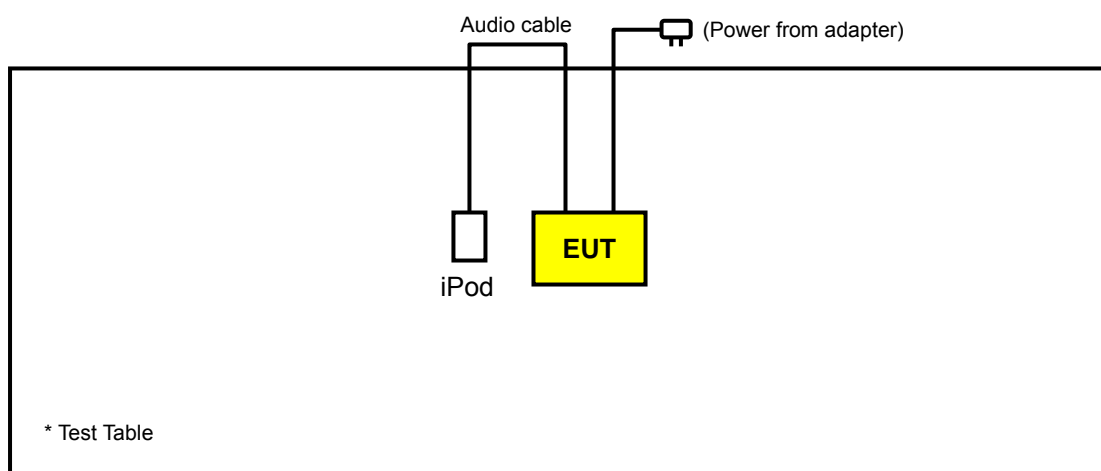 Audio cable
(Power from adapter)
EUT
iPod
* Test Table